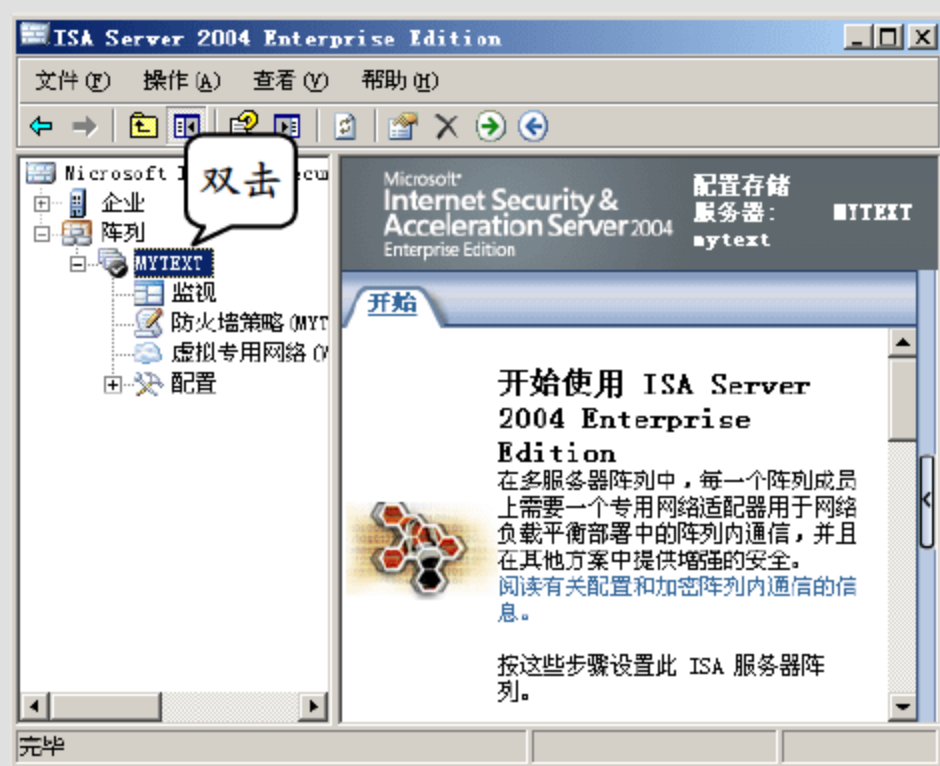 ISA Server 2004 Enterprise Edition
文件(F) 操作(A) 查看(V) 帮助(H)
双击
Microsoft
企业
阵列
MYTEXT
监视
防火墙策略 (MYT
虚拟专用网络 (V
配置
Microsoft
Internet Security &
Acceleration Server 2004
Enterprise Edition
配置存储
服务器:
mytext
开始
开始使用 ISA Server
2004 Enterprise
Edition
在多服务器阵列中，每一个阵列成员
上需要一个专用网络适配器用于网络
负载平衡部署中的阵列内通信，并且
在其他方案中提供增强的安全。
阅读有关配置和加密阵列内通信的信
息。
按这些步骤设置此 ISA 服务器阵
列。
完毕